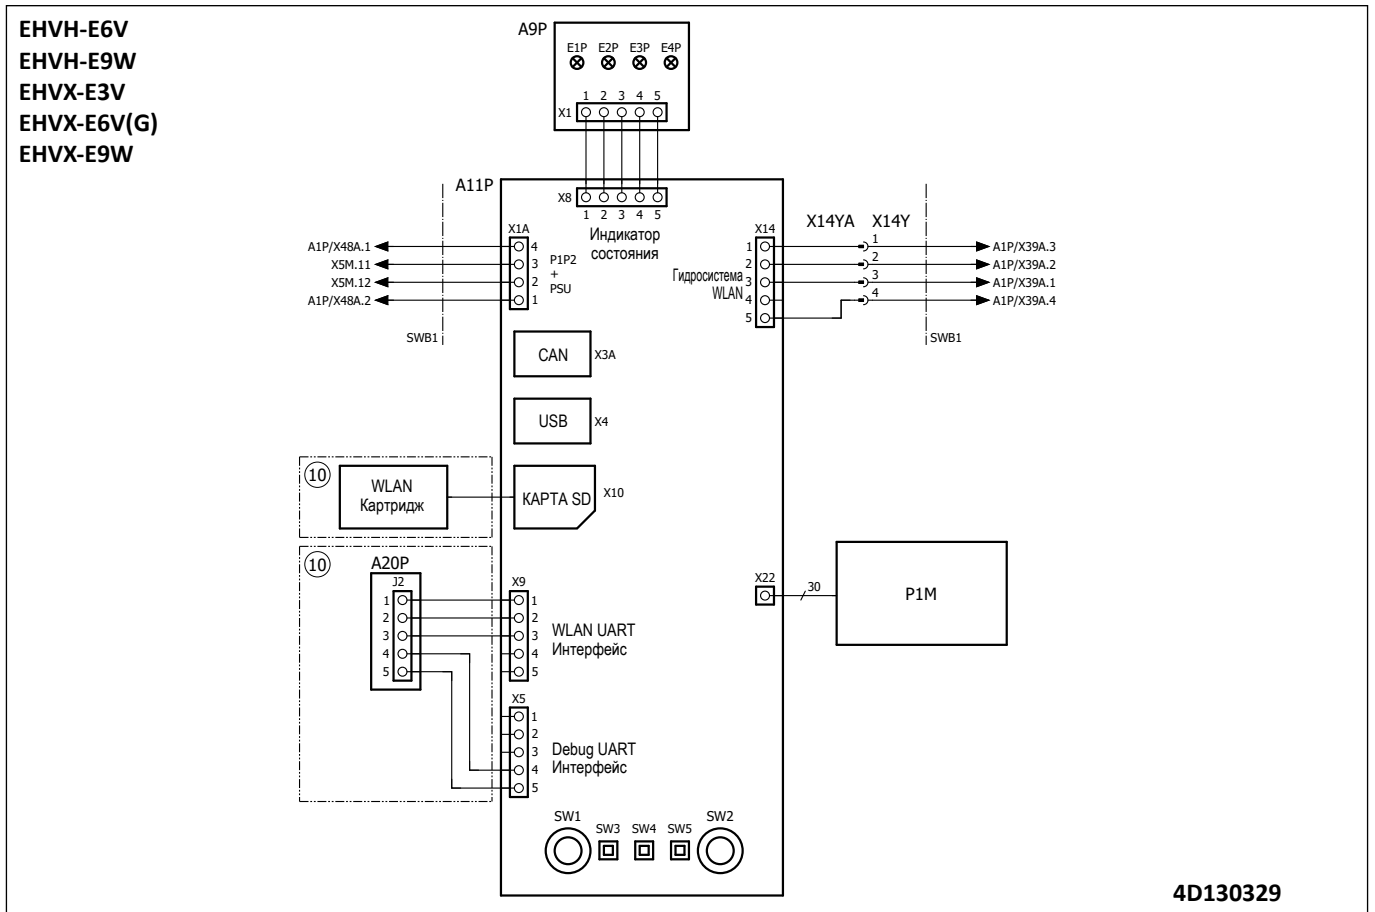 EHVH-E6V
EHVH-E9W
EHVX-E3V
EHVX-E6V(G)
EHVX-E9W
A9P
E1P E2P E3P E4P
1 2 3 4 5
X1
A11P
X8
1 2 3 4 5
Индикатор
состояния
X1A
A1P/X48A.1 4
X5M.11 3
X5M.12 2
A1P/X48A.2 1
P1P2
+
PSU
SWB1
X14 X14YA X14Y
1 1 A1P/X39A.3
2 2 A1P/X39A.2
3 3 A1P/X39A.1
4 4 A1P/X39A.4
5
Гидросистема
WLAN
SWB1
CAN X3A
USB X4
10
WLAN
Картридж
КАРТА SD X10
10
A20P
J2
1
2
3
4
5
X9
1
2
3
4
5
WLAN UART
Интерфейс
X22
30
P1M
X5
1
2
3
4
5
Debug UART
Интерфейс
SW1 SW3 SW4 SW5 SW2
4D130329